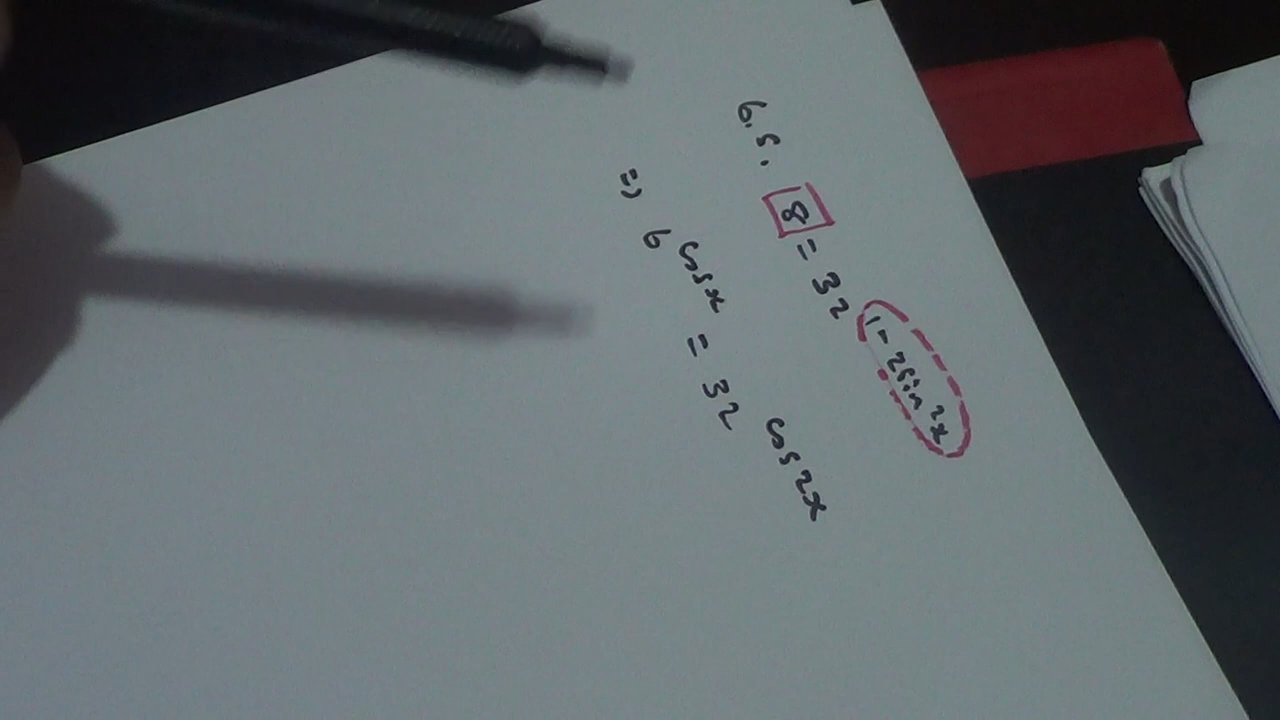 6.5. 8 = 32 1-2sin2x
=> 6 cosx = 32 cos2x